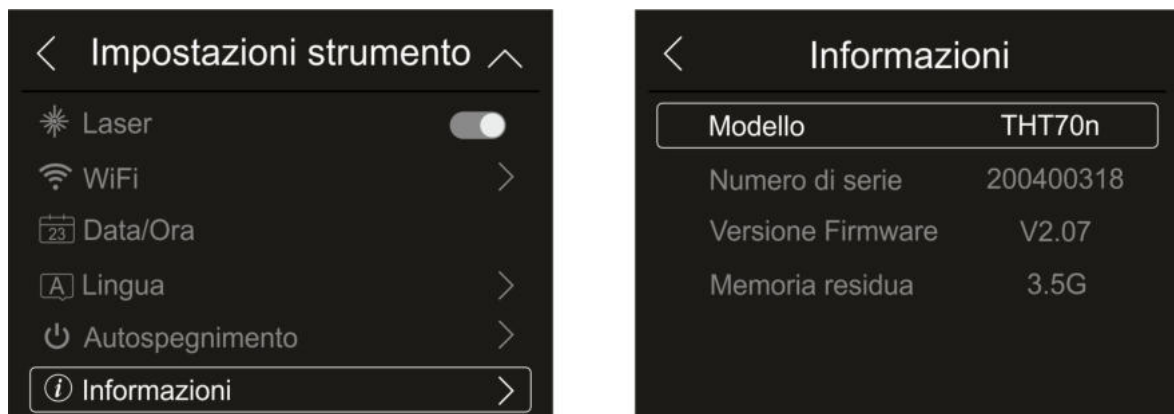 Impostazioni strumento
Laser
WiFi
23 Data/Ora
A Lingua
Autospegnimento
i Informazioni
Informazioni
Modello THT70n
Numero di serie 200400318
Versione Firmware V2.07
Memoria residua 3.5G